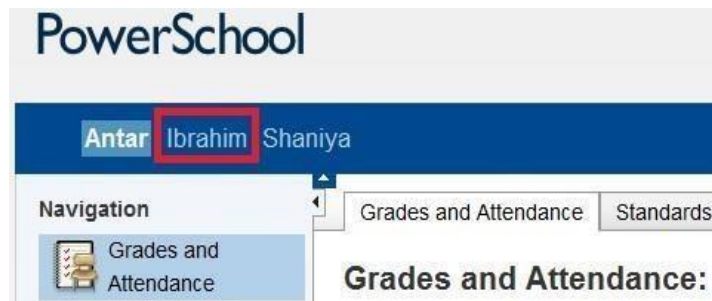 PowerSchool
Antar Ibrahim Shaniya
Navigation
Grades and
Attendance
Grades and Attendance Standards
Grades and Attendance: